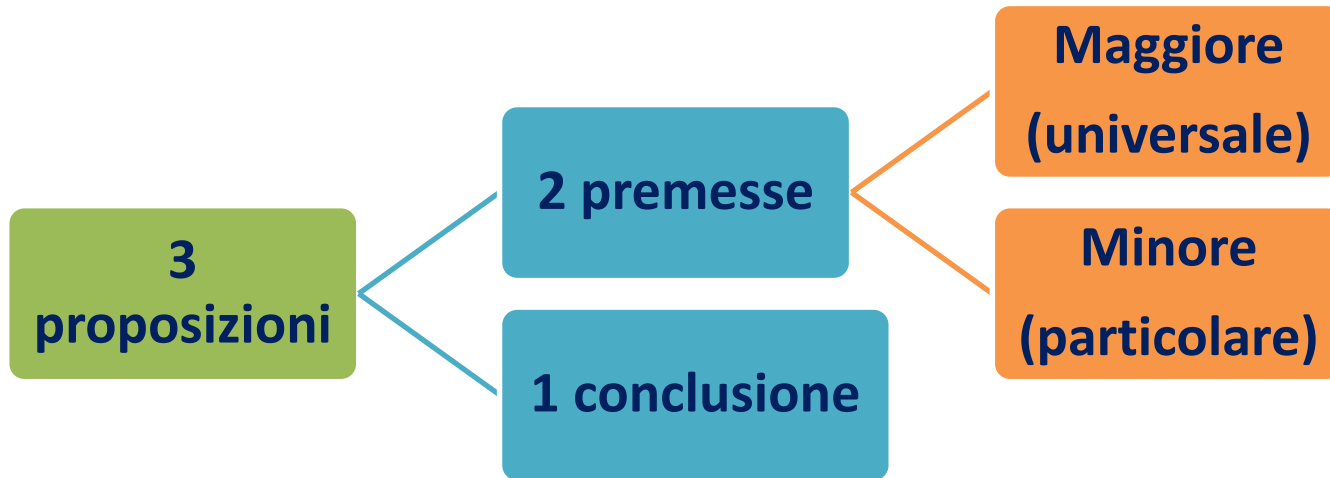 3
proposizioni
2 premesse
1 conclusione
Maggiore
(universale)
Minore
(particolare)